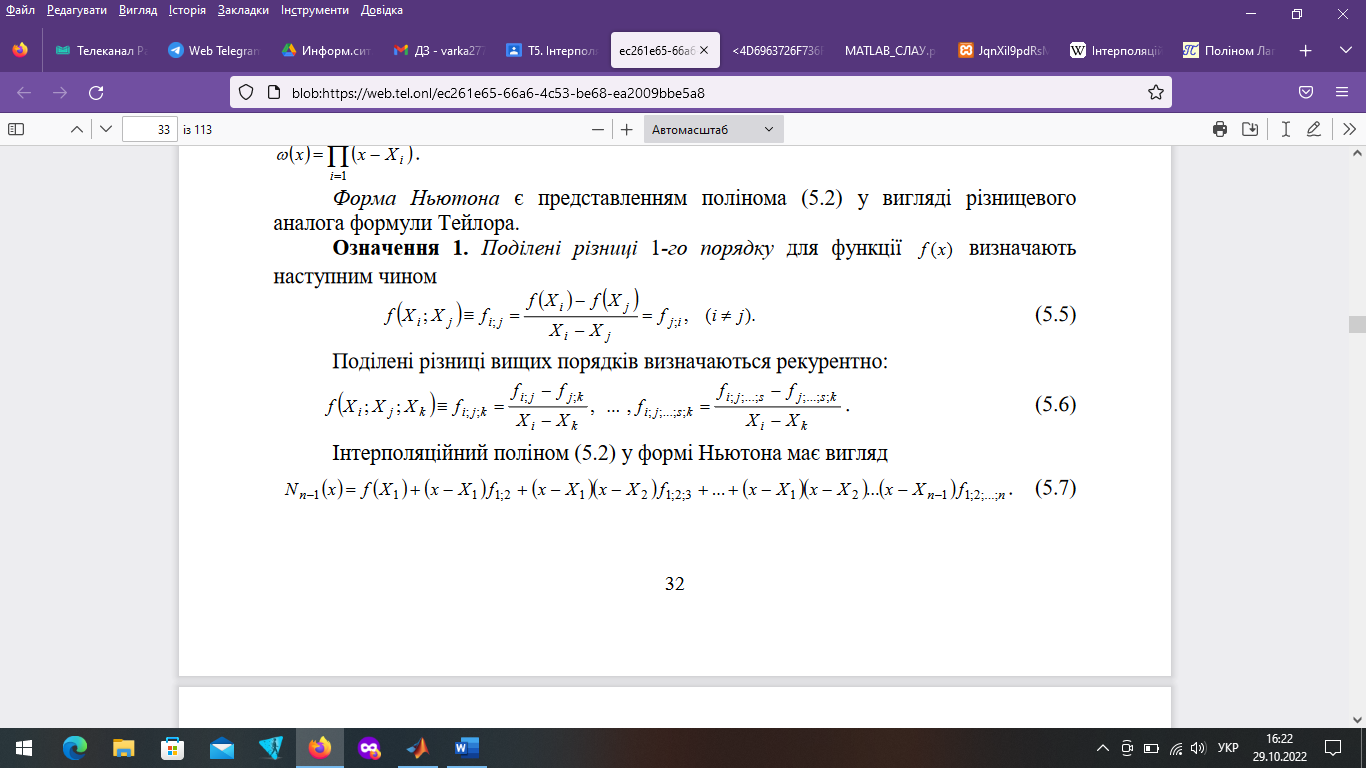 Файл Редагувати Вигляд Історія Закладки Інструменти Довідка
Телеканал Р Web Telegram Информ.сит ДЗ - varka277 Т5. Інтерпол ec261e65-66a6 <4D6963726F736F MATLAB_СЛАУ.p JqnXil9pdRsM Інтерполяцій Поліном Лаг
blob:https://web.tel.onl/ec261e65-66a6-4c53-be68-ea2009bbe5a8
33 із 113 Автомасштаб
ω(x) = ∏ (x − X_i).
i=1
Форма Ньютона є представленням полінома (5.2) у вигляді різницевого
аналога формули Тейлора.
Означення 1. Поділені різниці 1-го порядку для функції f(x) визначають
наступним чином
f(X_i; X_j) ≡ f_{i;j} = (f(X_i) − f(X_j)) / (X_i − X_j) = f_{j;i}, (i ≠ j). (5.5)
Поділені різниці вищих порядків визначаються рекурентно:
f(X_i; X_j; X_k) ≡ f_{i;j;k} = (f_{i;j} − f_{j;k}) / (X_i − X_k), ... , f_{i;j;...;s;k} = (f_{i;j;...;s} − f_{j;...;s;k}) / (X_i − X_k). (5.6)
Інтерполяційний поліном (5.2) у формі Ньютона має вигляд
N_{n−1}(x) = f(X_1) + (x − X_1)f_{1;2} + (x − X_1)(x − X_2)f_{1;2;3} + ... + (x − X_1)(x − X_2)...(x − X_{n−1})f_{1;2;...;n}. (5.7)
32
УКР
16:22
29.10.2022